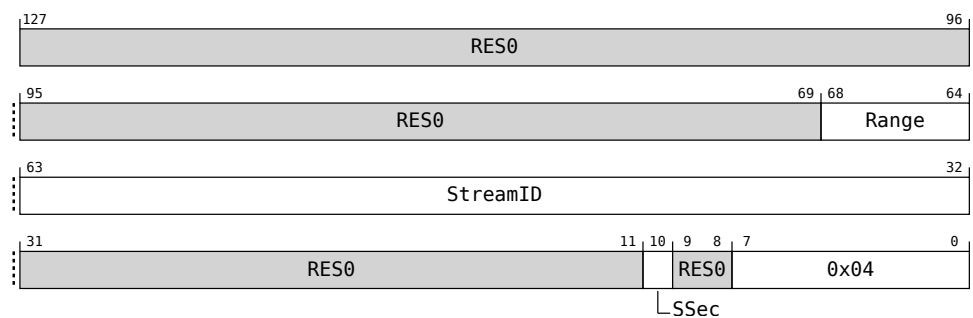 127 96
RES0
95 69 68 64
RES0 Range
63 32
StreamID
31 11 10 9 8 7 0
RES0 RES0 0x04
SSec